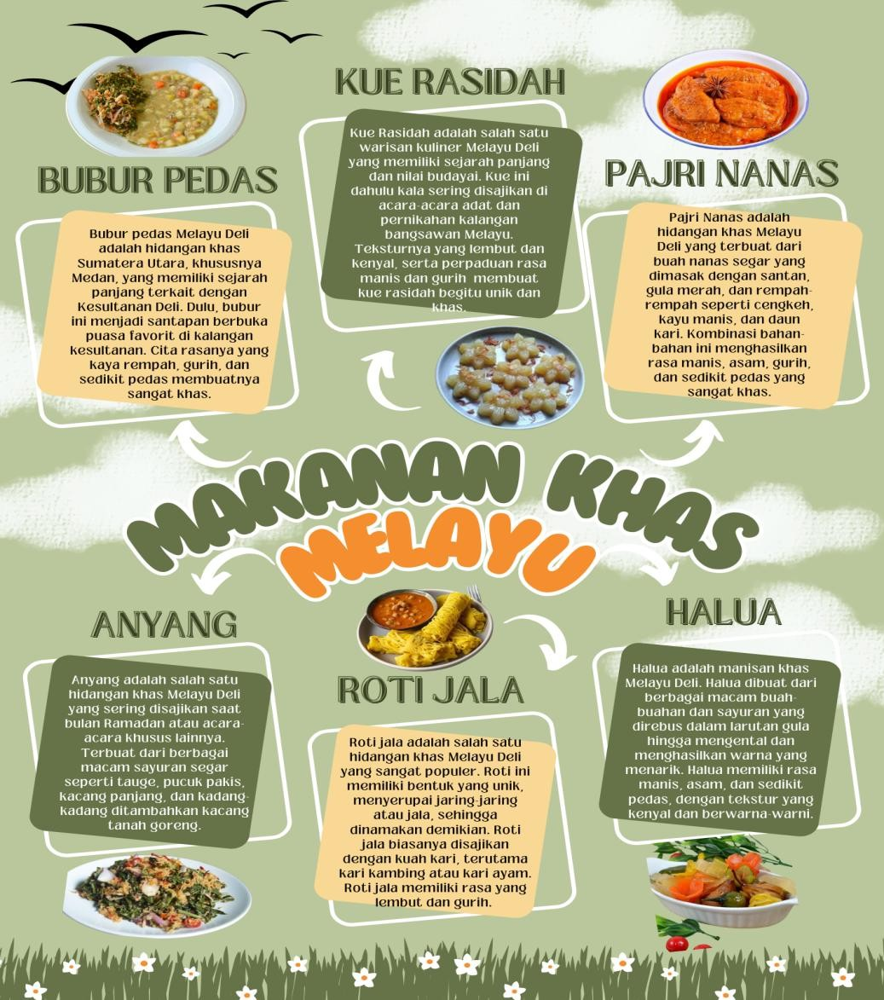 KUE RASIDAH
Kue Rasidah adalah salah satu
warisan kuliner Melayu Deli
yang memiliki sejarah panjang
dan nilai budayai. Kue ini
dahulu kala sering disajikan di
acara-acara adat dan
pernikahan kalangan
bangsawan Melayu.
Teksturnya yang lembut dan
kenyal, serta perpaduan rasa
manis dan gurih membuat
kue rasidah begitu unik dan
khas.
BUBUR PEDAS
Bubur pedas Melayu Deli
adalah hidangan khas
Sumatera Utara, khususnya
Medan, yang memiliki sejarah
panjang terkait dengan
Kesultanan Deli. Dulu, bubur
ini menjadi santapan berbuka
puasa favorit di kalangan
kesultanan. Cita rasanya yang
kaya rempah, gurih, dan
sedikit pedas membuatnya
sangat khas.
PAJRI NANAS
Pajri Nanas adalah
hidangan khas Melayu
Deli yang terbuat dari
buah nanas segar yang
dimasak dengan santan,
gula merah, dan rempah-
rempah seperti cengkeh,
kayu manis, dan daun
kari. Kombinasi bahan-
bahan ini menghasilkan
rasa manis, asam, gurih,
dan sedikit pedas yang
sangat khas.
MAKANAN KHAS
MELAYU
ANYANG
Anyang adalah salah satu
hidangan khas Melayu Deli
yang sering disajikan saat
bulan Ramadan atau acara-
acara khusus lainnya.
Terbuat dari berbagai
macam sayuran segar
seperti tauge, pucuk pakis,
kacang panjang, dan kadang-
kadang ditambahkan kacang
tanah goreng.
ROTI JALA
Roti jala adalah salah satu
hidangan khas Melayu Deli
yang sangat populer. Roti ini
memiliki bentuk yang unik,
menyerupai jaring-jaring
atau jala, sehingga
dinamakan demikian. Roti
jala biasanya disajikan
dengan kuah kari, terutama
kari kambing atau kari ayam.
Roti jala memiliki rasa yang
lembut dan gurih.
HALUA
Halua adalah manisan khas
Melayu Deli. Halua dibuat dari
berbagai macam buah-
buahan dan sayuran yang
direbus dalam larutan gula
hingga mengental dan
menghasilkan warna yang
menarik. Halua memiliki rasa
manis, asam, dan sedikit
pedas, dengan tekstur yang
kenyal dan berwarna-warni.